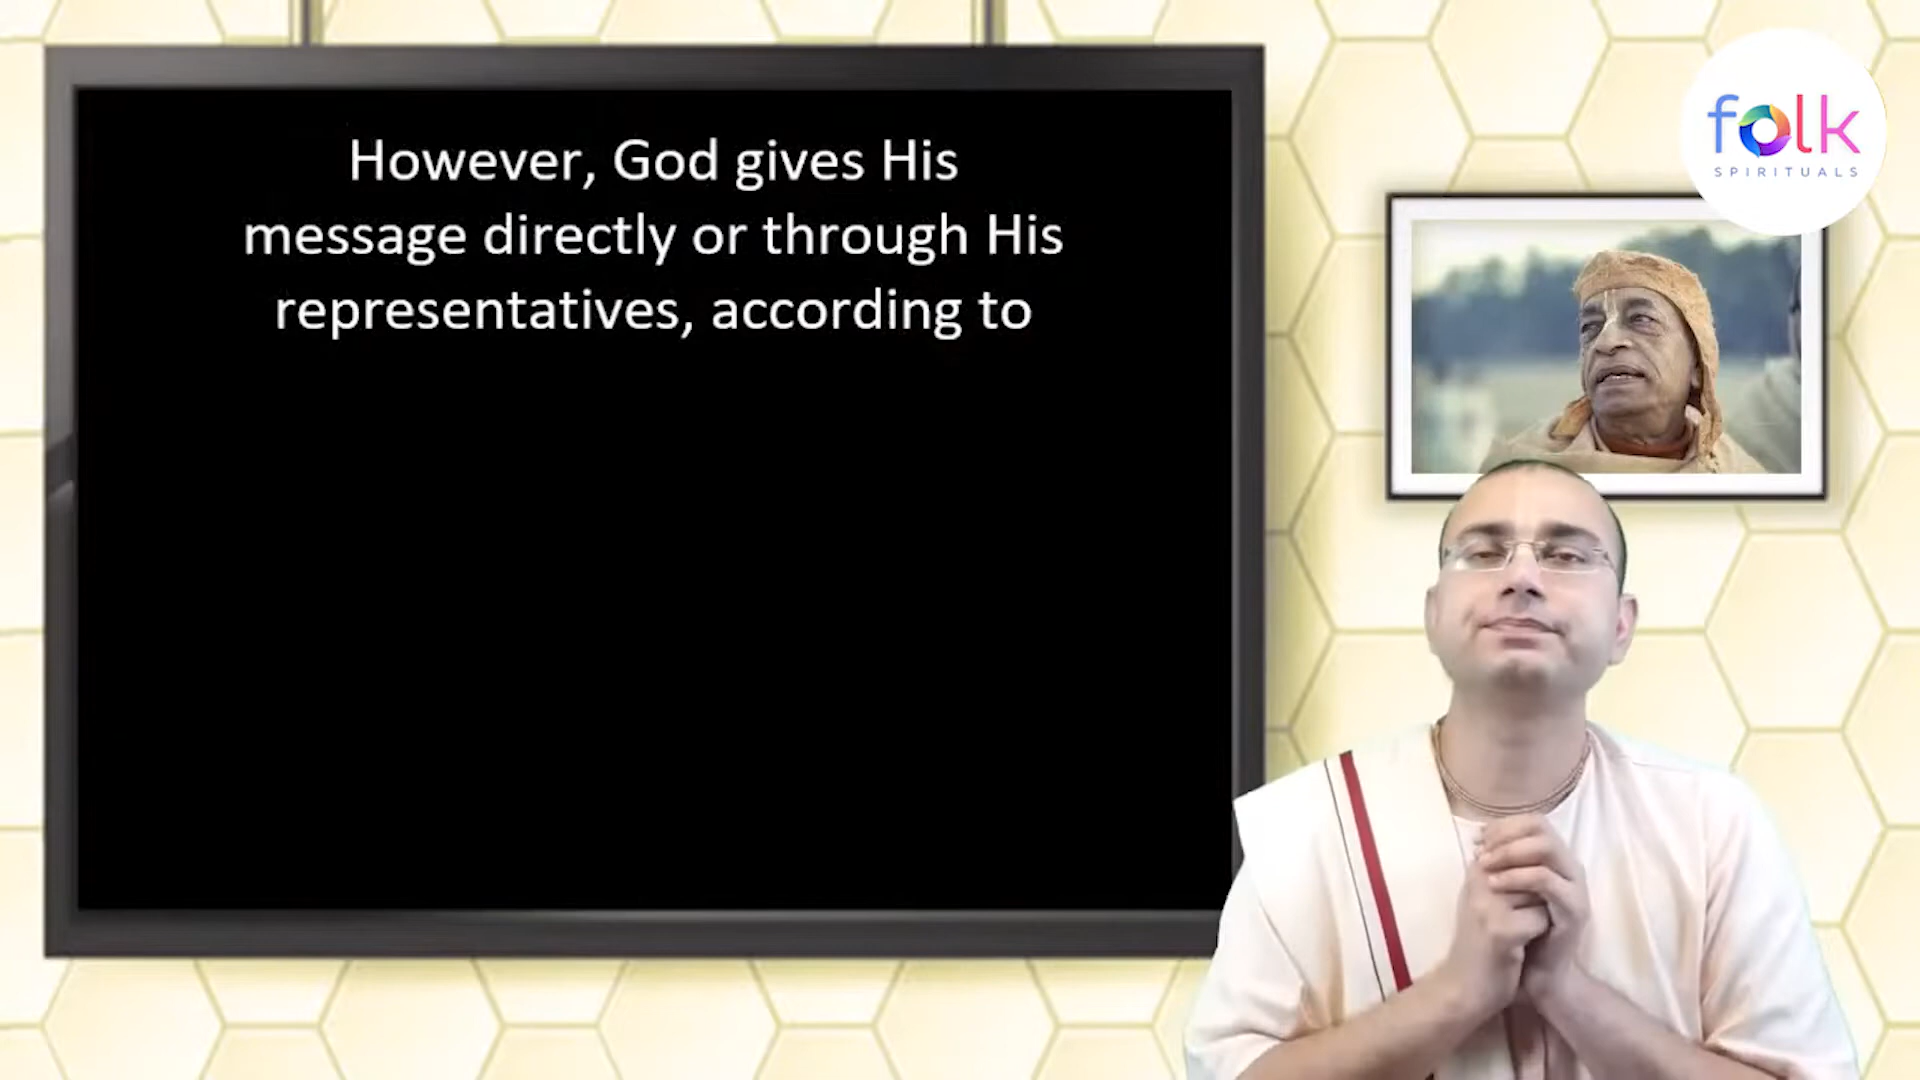 However, God gives His
message directly or through His
representatives, according to
folk
SPIRITUALS